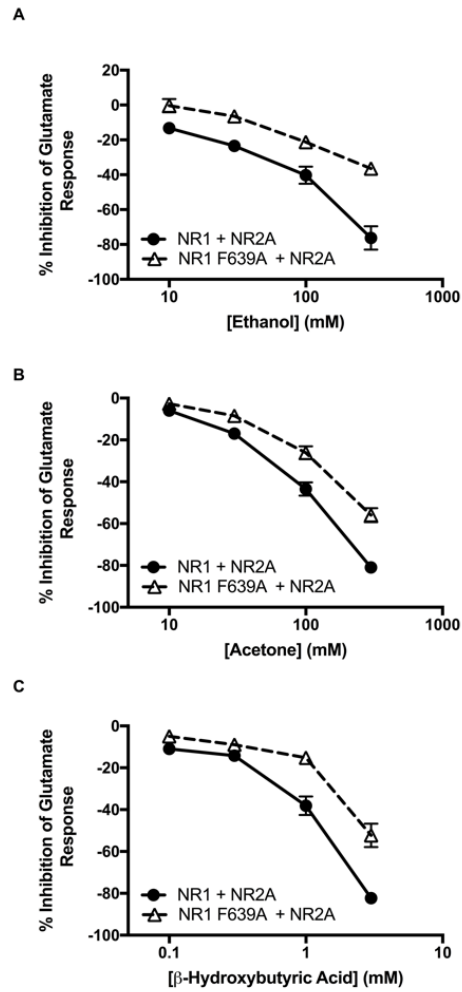 A
% Inhibition of Glutamate
Response
20
0
-20
-40
-60
-80
-100
NR1 + NR2A
NR1 F639A + NR2A
10
100
1000
[Ethanol] (mM)
B
% Inhibition of Glutamate
Response
0
-20
-40
-60
-80
-100
NR1 + NR2A
NR1 F639A + NR2A
10
100
1000
[Acetone] (mM)
C
% Inhibition of Glutamate
Response
0
-20
-40
-60
-80
-100
NR1 + NR2A
NR1 F639A + NR2A
0.1
1
10
[β-Hydroxybutyric Acid] (mM)